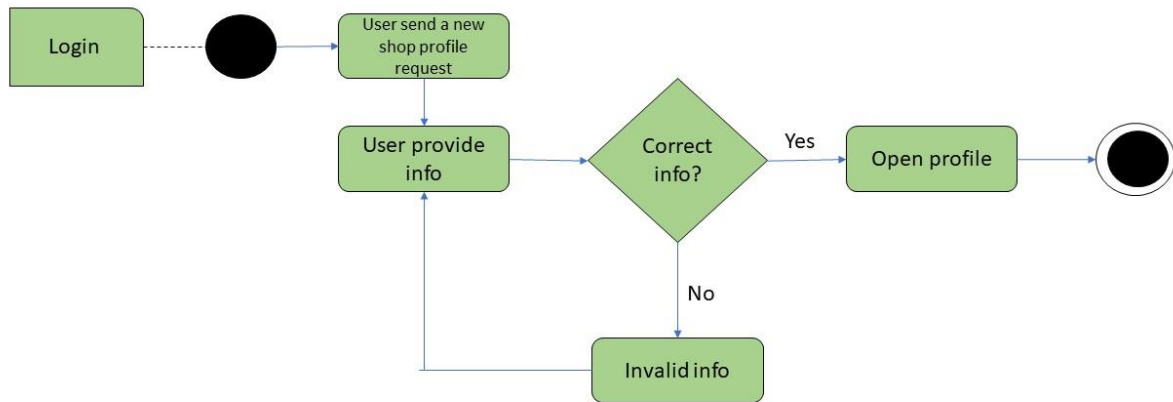 Login
User send a new
shop profile
request
User provide
info
Correct
info?
Yes
Open profile
No
Invalid info